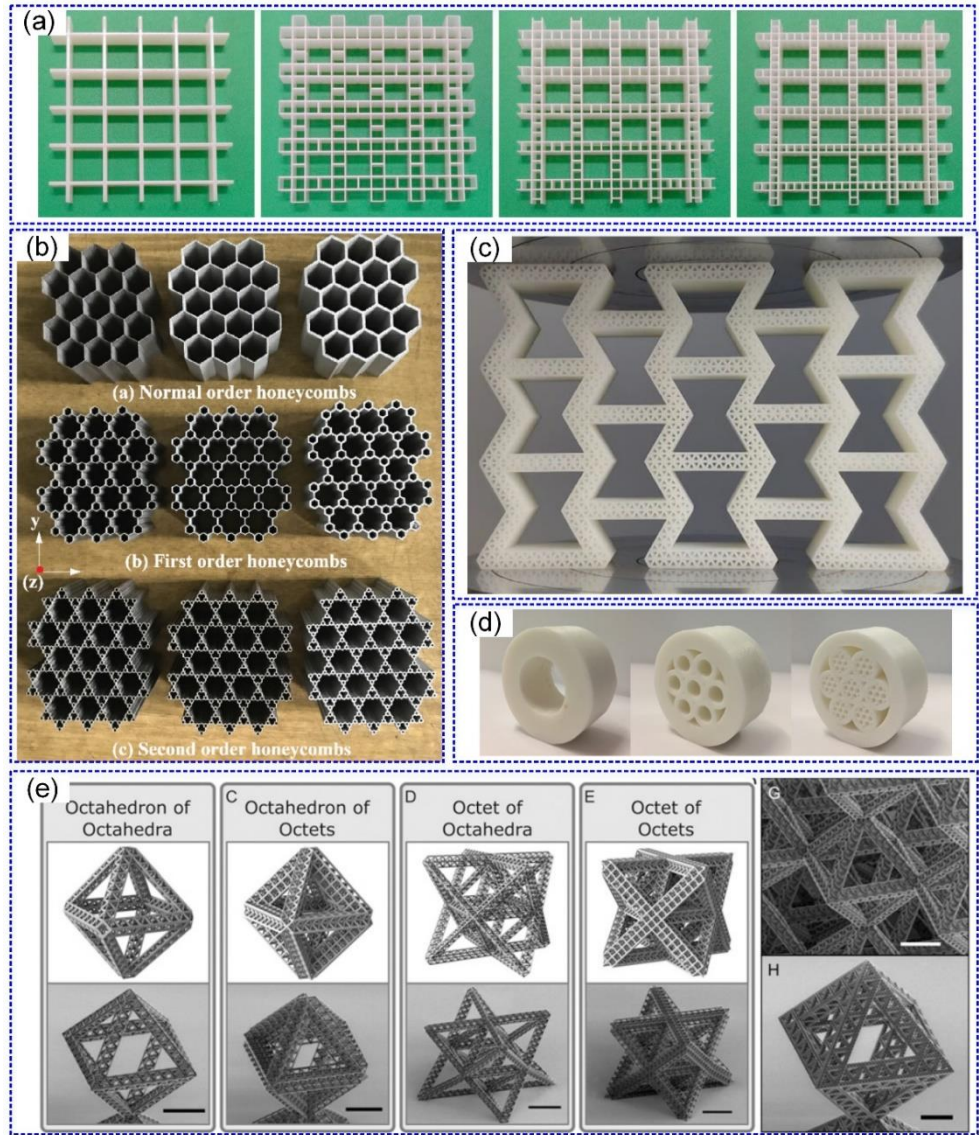 (a)
(b)
(a) Normal order honeycombs
y
(b) First order honeycombs
(z)
(c) Second order honeycombs
(c)
(d)
(e)
Octahedron of
Octahedra
C
Octahedron of
Octets
D
Octet of
Octahedra
E
Octet of
Octets
G
H